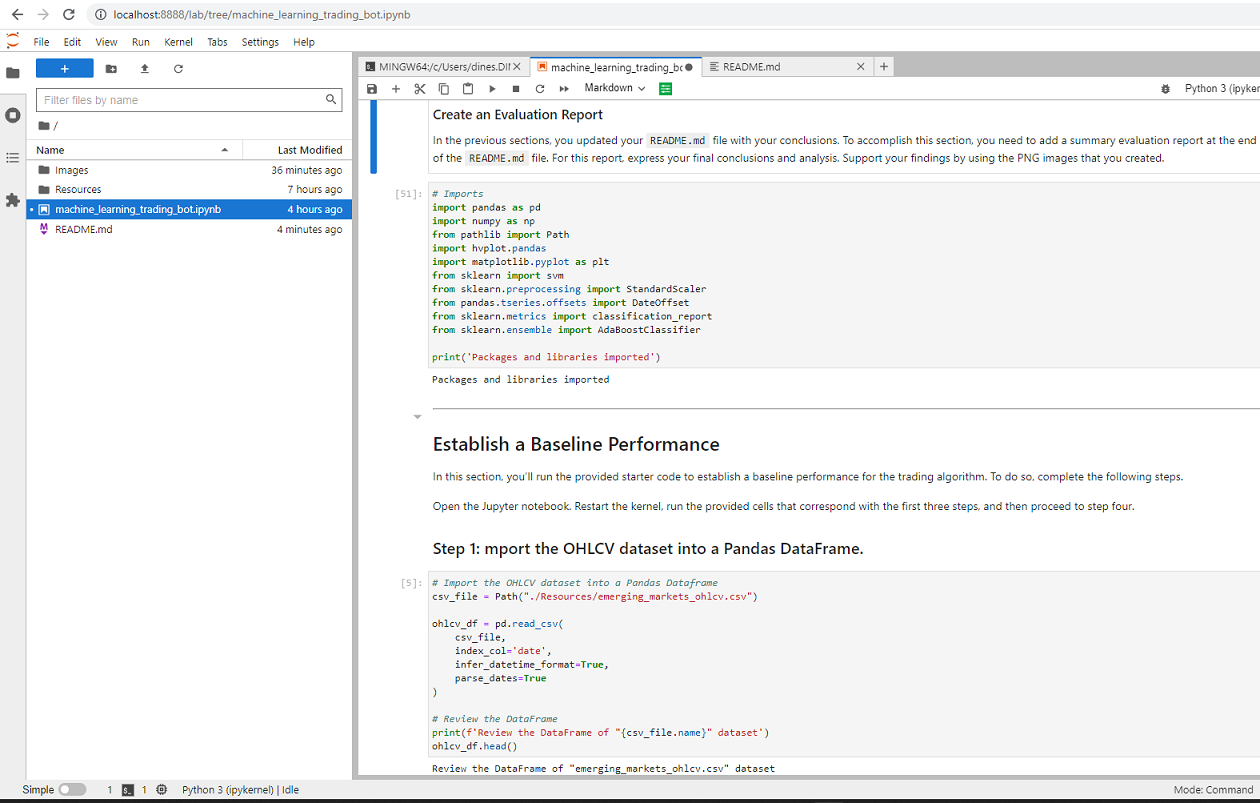 localhost:8888/lab/tree/machine_learning_trading_bot.ipynb
File Edit View Run Kernel Tabs Settings Help
+
Filter files by name
/
Name Last Modified
Images 36 minutes ago
Resources 7 hours ago
machine_learning_trading_bot.ipynb 4 hours ago
README.md 4 minutes ago
MINGW64:/c/Users/dines.DII machine_learning_trading_bo README.md
Markdown Python 3 (ipyker
Create an Evaluation Report
In the previous sections, you updated your README.md file with your conclusions. To accomplish this section, you need to add a summary evaluation report at the end
of the README.md file. For this report, express your final conclusions and analysis. Support your findings by using the PNG images that you created.
[51]: # Imports
import pandas as pd
import numpy as np
from pathlib import Path
import hvplot.pandas
import matplotlib.pyplot as plt
from sklearn import svm
from sklearn.preprocessing import StandardScaler
from pandas.tseries.offsets import DateOffset
from sklearn.metrics import classification_report
from sklearn.ensemble import AdaBoostClassifier
print('Packages and libraries imported')
Packages and libraries imported
Establish a Baseline Performance
In this section, you'll run the provided starter code to establish a baseline performance for the trading algorithm. To do so, complete the following steps.
Open the Jupyter notebook. Restart the kernel, run the provided cells that correspond with the first three steps, and then proceed to step four.
Step 1: mport the OHLCV dataset into a Pandas DataFrame.
[5]: # Import the OHLCV dataset into a Pandas Dataframe
csv_file = Path("./Resources/emerging_markets_ohlcv.csv")
ohlcv_df = pd.read_csv(
csv_file,
index_col='date',
infer_datetime_format=True,
parse_dates=True
)
# Review the DataFrame
print(f'Review the DataFrame of "{csv_file.name}" dataset')
ohlcv_df.head()
Review the DataFrame of "emerging_markets_ohlcv.csv" dataset
Simple 1 1 Python 3 (ipykernel) | Idle Mode: Command